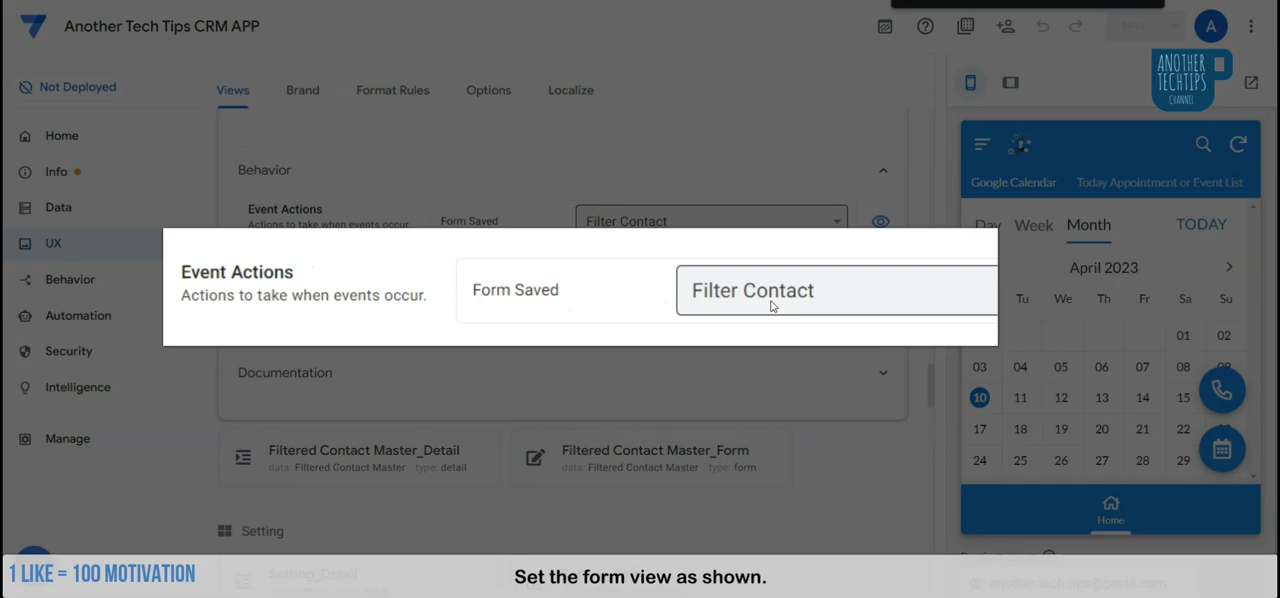 Another Tech Tips CRM APP
SAVE
A
Not Deployed
Views
Brand
Format Rules
Options
Localize
ANOTHER
TECHTIPS
CHANNEL
Home
Info
Data
UX
Behavior
Automation
Security
Intelligence
Manage
Behavior
Event Actions
Actions to take when events occur.
Form Saved
Filter Contact
Event Actions
Actions to take when events occur.
Form Saved
Filter Contact
Documentation
Filtered Contact Master_Detail
data: Filtered Contact Master type: detail
Filtered Contact Master_Form
data: Filtered Contact Master type: form
Setting
Setting_Detail
Google Calendar
Today Appointment or Event List
Day Week Month TODAY
April 2023
Tu We Th Fr Sa Su
01 02
03 04 05 06 07 08 09
10 11 12 13 14 15
17 18 19 20 21 22
24 25 26 27 28 29
Home
another.tech.tips@gmail.com
1 LIKE = 100 MOTIVATION
Set the form view as shown.